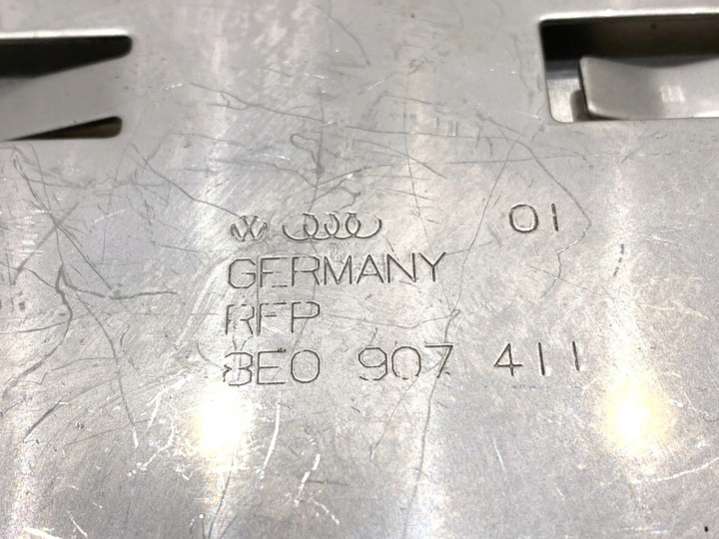 01
GERMANY
RFP
8E0 907 411